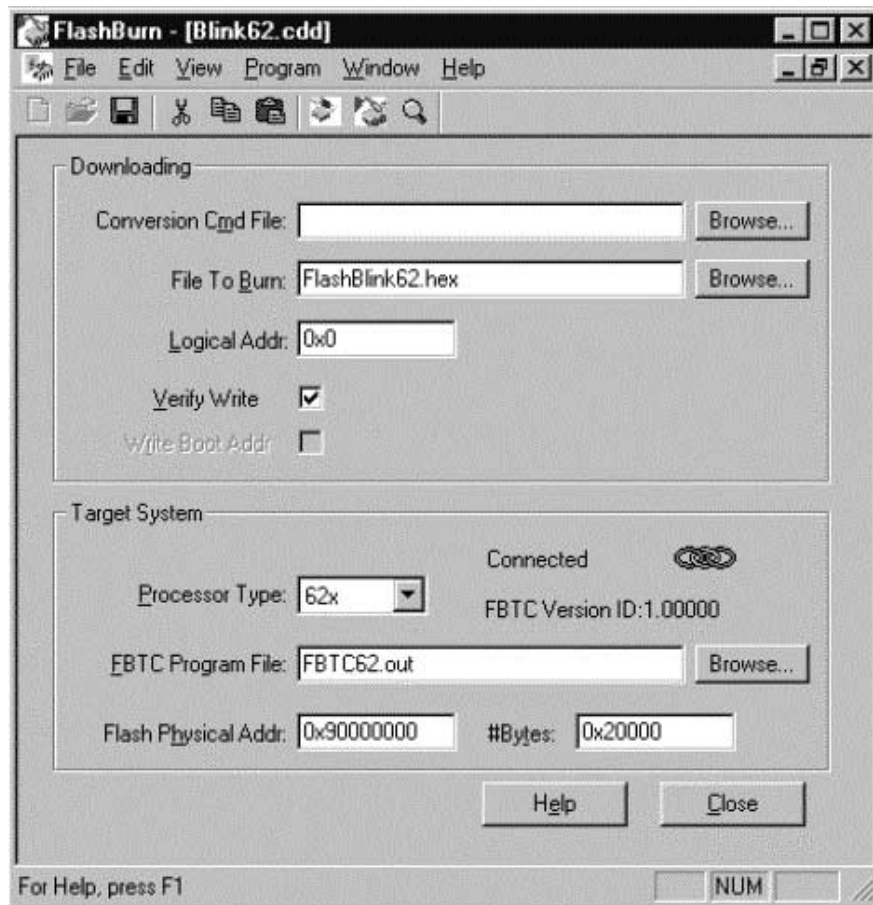 FlashBurn - [Blink62.cdd]
File Edit View Program Window Help
Downloading
Conversion Cmd File: Browse...
File To Burn: FlashBlink62.hex Browse...
Logical Addr: 0x0
Verify Write
Write Boot Addr
Target System
Connected
Processor Type: 62x
FBTC Version ID:1.00000
FBTC Program File: FBTC62.out Browse...
Flash Physical Addr: 0x90000000 #Bytes: 0x20000
Help Close
For Help, press F1 NUM